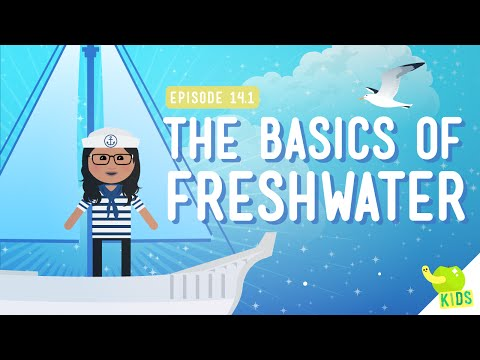 EPISODE 14.1
THE BASICS OF
FRESHWATER
KIDS